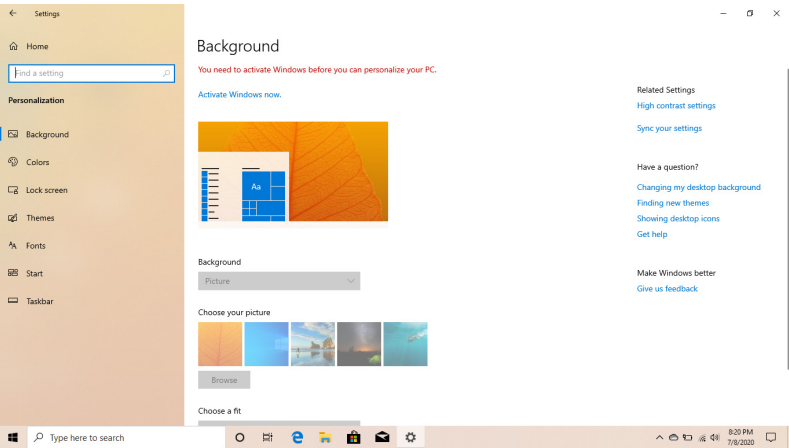 Settings
Home
Find a setting
Personalization
Background
Colors
Lock screen
Themes
Fonts
Start
Taskbar
Background
You need to activate Windows before you can personalize your PC.
Activate Windows now.
Aa
Background
Picture
Choose your picture
Browse
Choose a fit
Related Settings
High contrast settings
Sync your settings
Have a question?
Changing my desktop background
Finding new themes
Showing desktop icons
Get help
Make Windows better
Give us feedback
Type here to search
8:20 PM
7/8/2020